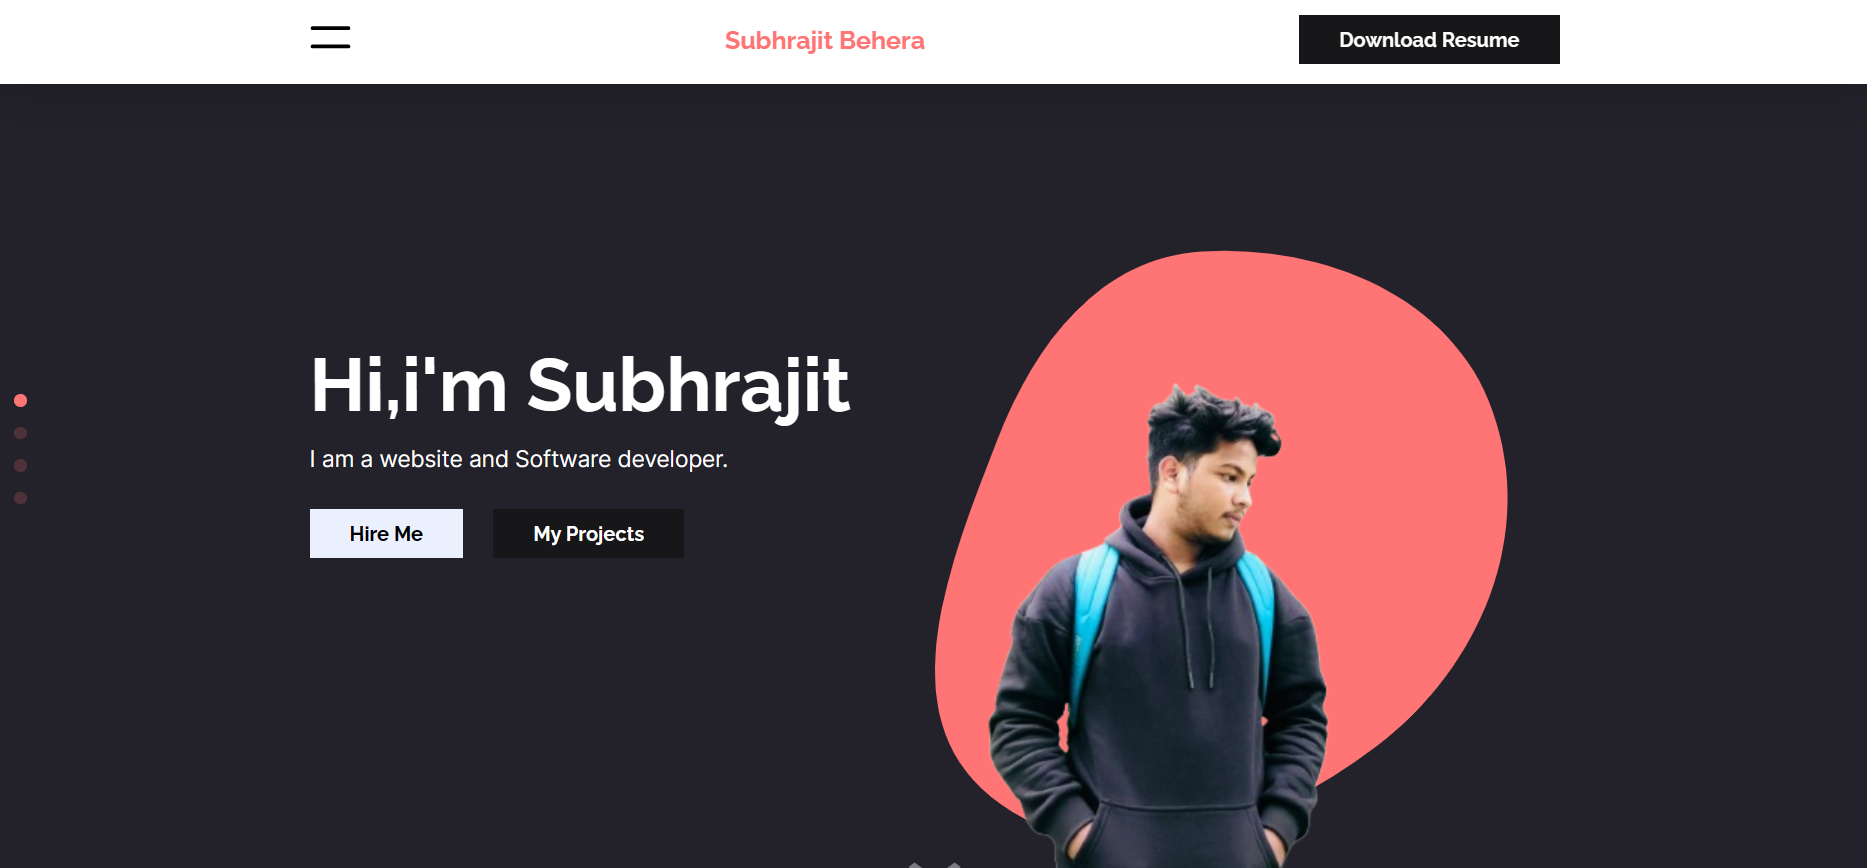 Subhrajit Behera
Download Resume
Hi,i'm Subhrajit
I am a website and Software developer.
Hire Me
My Projects